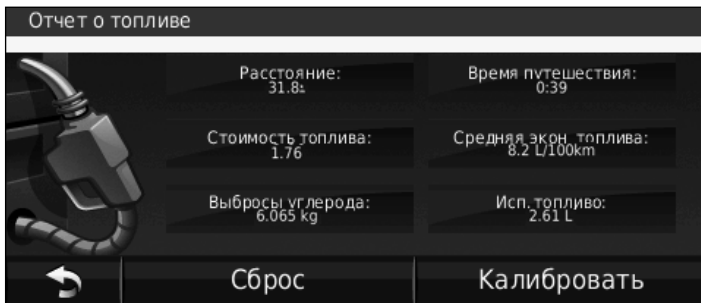 Отчет о топливе
Расстояние:
31.8
Время путешествия:
0:39
Стоимость топлива:
1.76
Средняя экон. топлива:
8.2 L/100km
Выбросы углерода:
6.065 kg
Исп. топливо:
2.61 L
Сброс
Калибровать